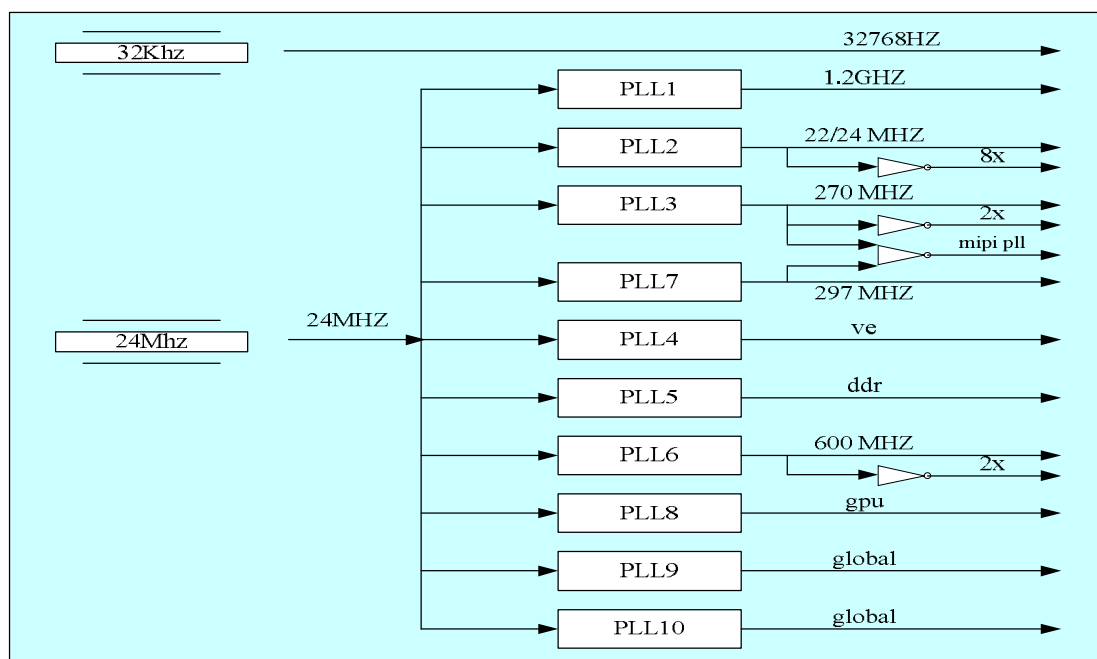 32Khz
32768HZ
PLL1
1.2GHZ
PLL2
22/24 MHZ
8x
PLL3
270 MHZ
2x
mipi pll
PLL7
297 MHZ
24Mhz
24MHZ
PLL4
ve
PLL5
ddr
PLL6
600 MHZ
2x
PLL8
gpu
PLL9
global
PLL10
global